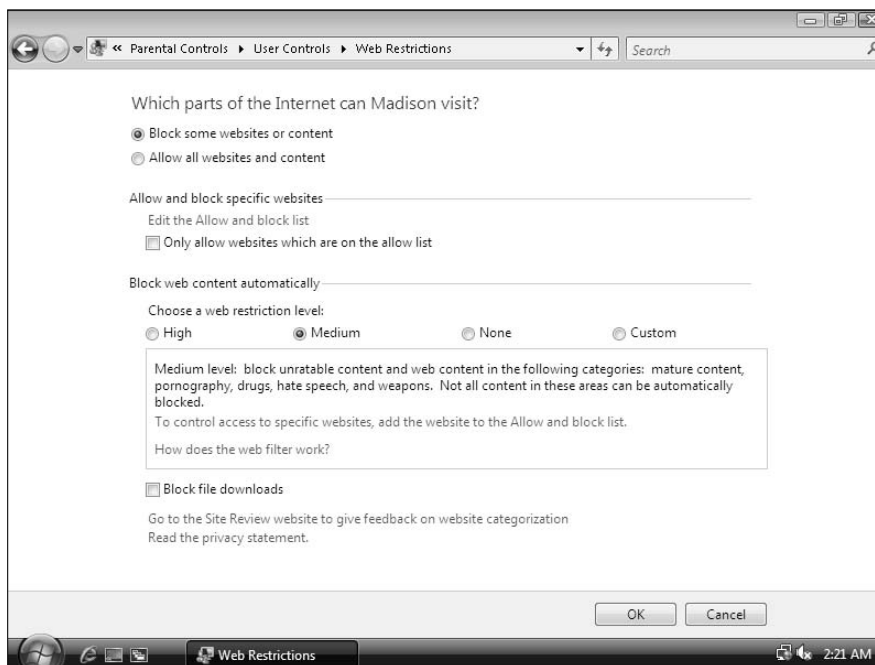 « Parental Controls ▸ User Controls ▸ Web Restrictions
Search
Which parts of the Internet can Madison visit?
Block some websites or content
Allow all websites and content
Allow and block specific websites
Edit the Allow and block list
Only allow websites which are on the allow list
Block web content automatically
Choose a web restriction level:
High Medium None Custom
Medium level: block unratable content and web content in the following categories: mature content,
pornography, drugs, hate speech, and weapons. Not all content in these areas can be automatically
blocked.
To control access to specific websites, add the website to the Allow and block list.
How does the web filter work?
Block file downloads
Go to the Site Review website to give feedback on website categorization
Read the privacy statement.
OK Cancel
Web Restrictions 2:21 AM